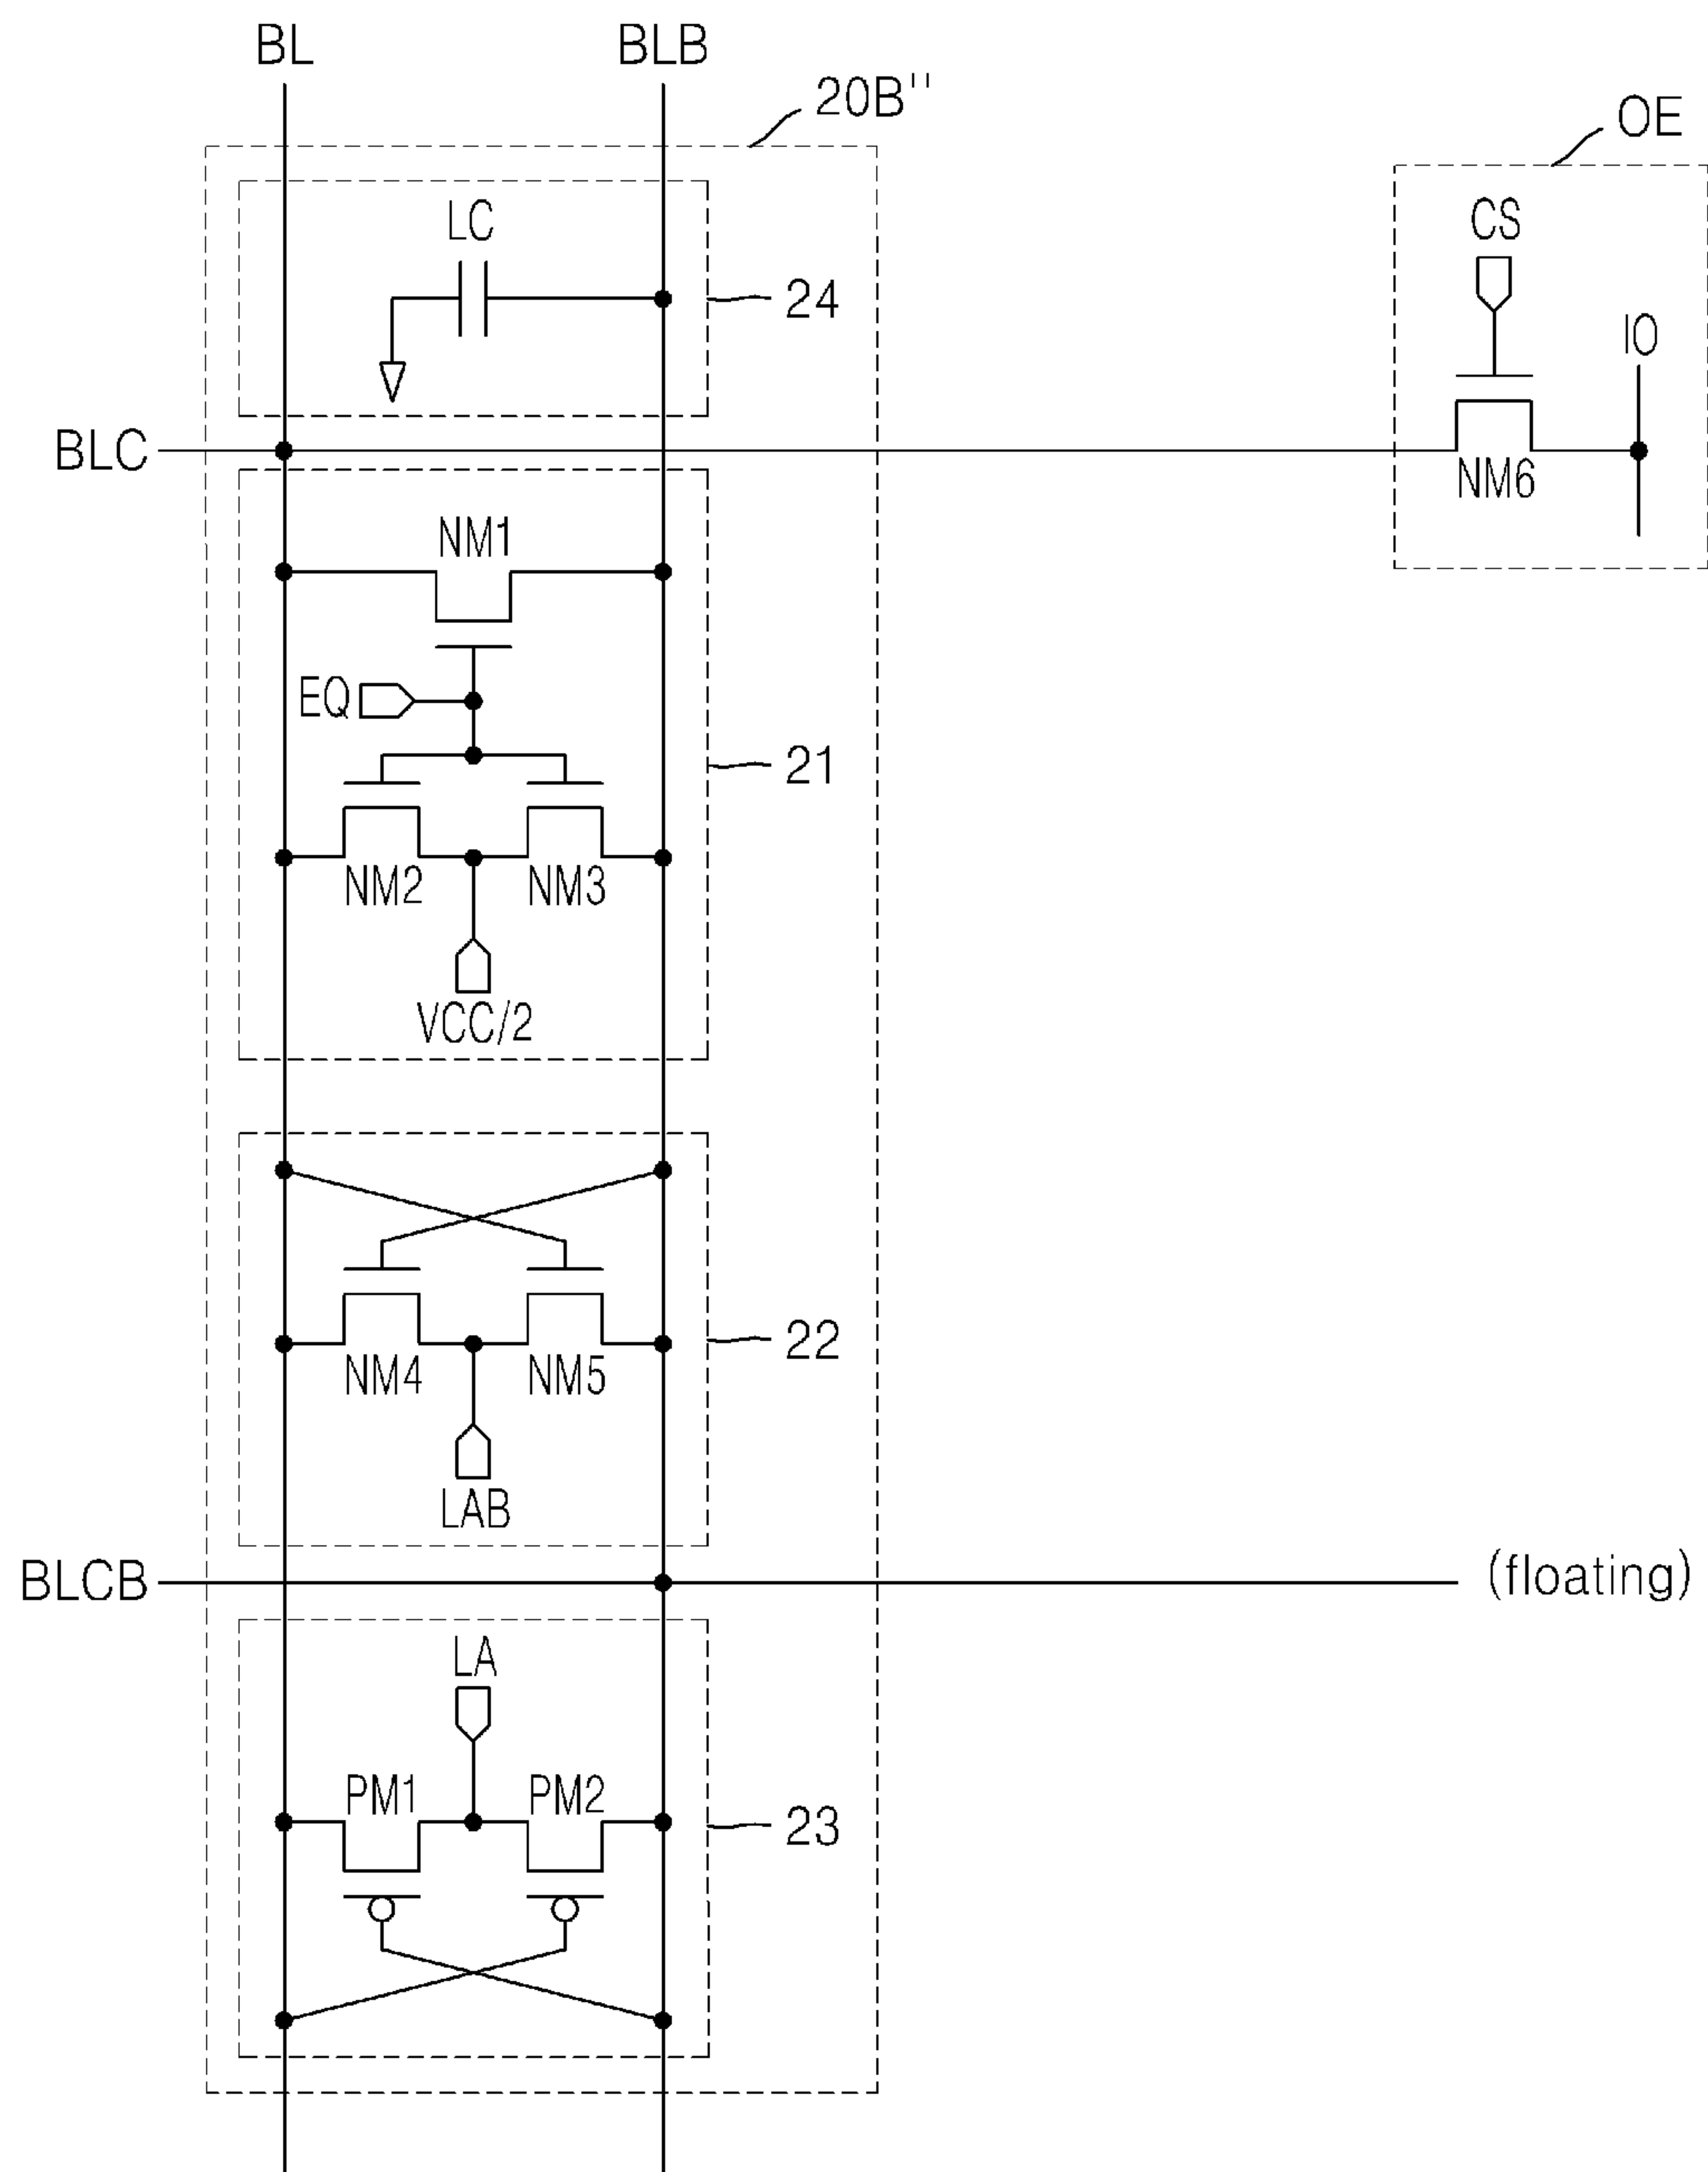 BL
BLB
20B''
OE
LC
CS
24
IO
BLC
NM6
NM1
EQ
21
NM2
NM3
VCC/2
22
NM4
NM5
LAB
BLCB
(floating)
LA
PM1
PM2
23